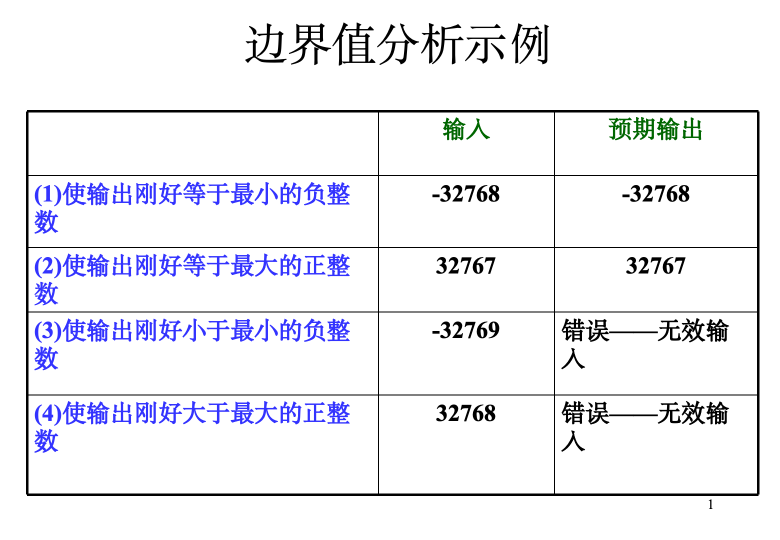 边界值分析示例
输入
预期输出
(1)使输出刚好等于最小的负整
数
-32768
-32768
(2)使输出刚好等于最大的正整
数
32767
32767
(3)使输出刚好小于最小的负整
数
-32769
错误——无效输
入
(4)使输出刚好大于最大的正整
数
32768
错误——无效输
入
1